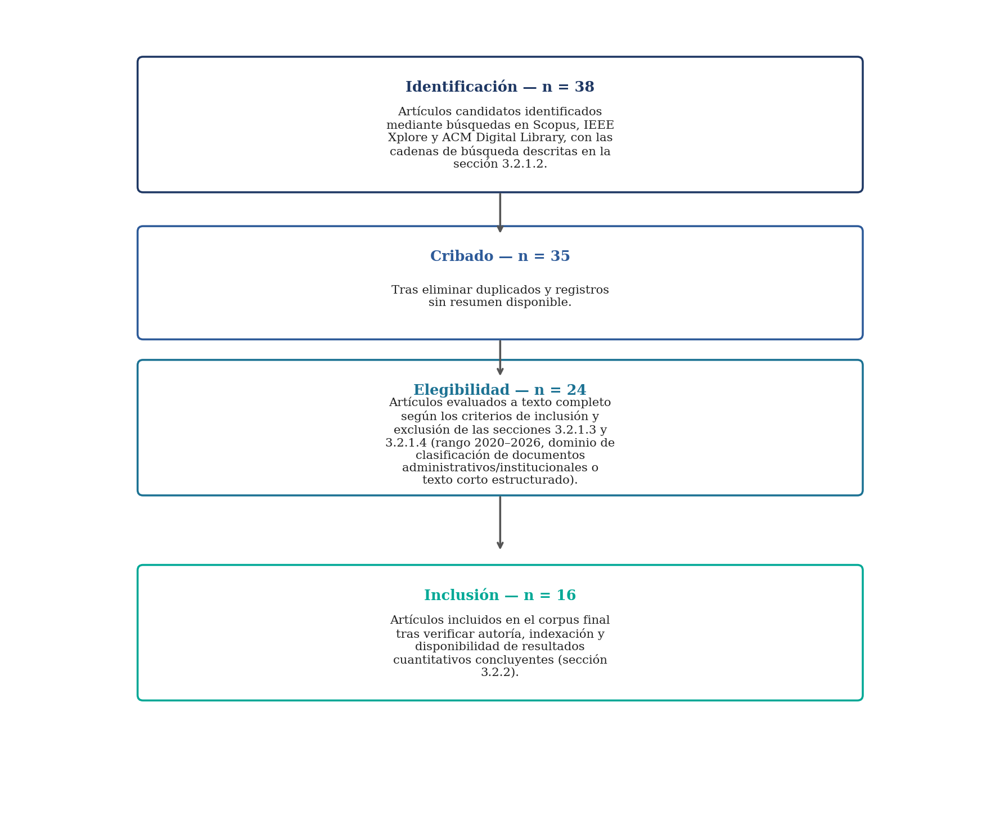 Identificación — n = 38
Artículos candidatos identificados
mediante búsquedas en Scopus, IEEE
Xplore y ACM Digital Library, con las
cadenas de búsqueda descritas en la
sección 3.2.1.2.
Cribado — n = 35
Tras eliminar duplicados y registros
sin resumen disponible.
Elegibilidad — n = 24
Artículos evaluados a texto completo
según los criterios de inclusión y
exclusión de las secciones 3.2.1.3 y
3.2.1.4 (rango 2020–2026, dominio de
clasificación de documentos
administrativos/institucionales o
texto corto estructurado).
Inclusión — n = 16
Artículos incluidos en el corpus final
tras verificar autoría, indexación y
disponibilidad de resultados
cuantitativos concluyentes (sección
3.2.2).